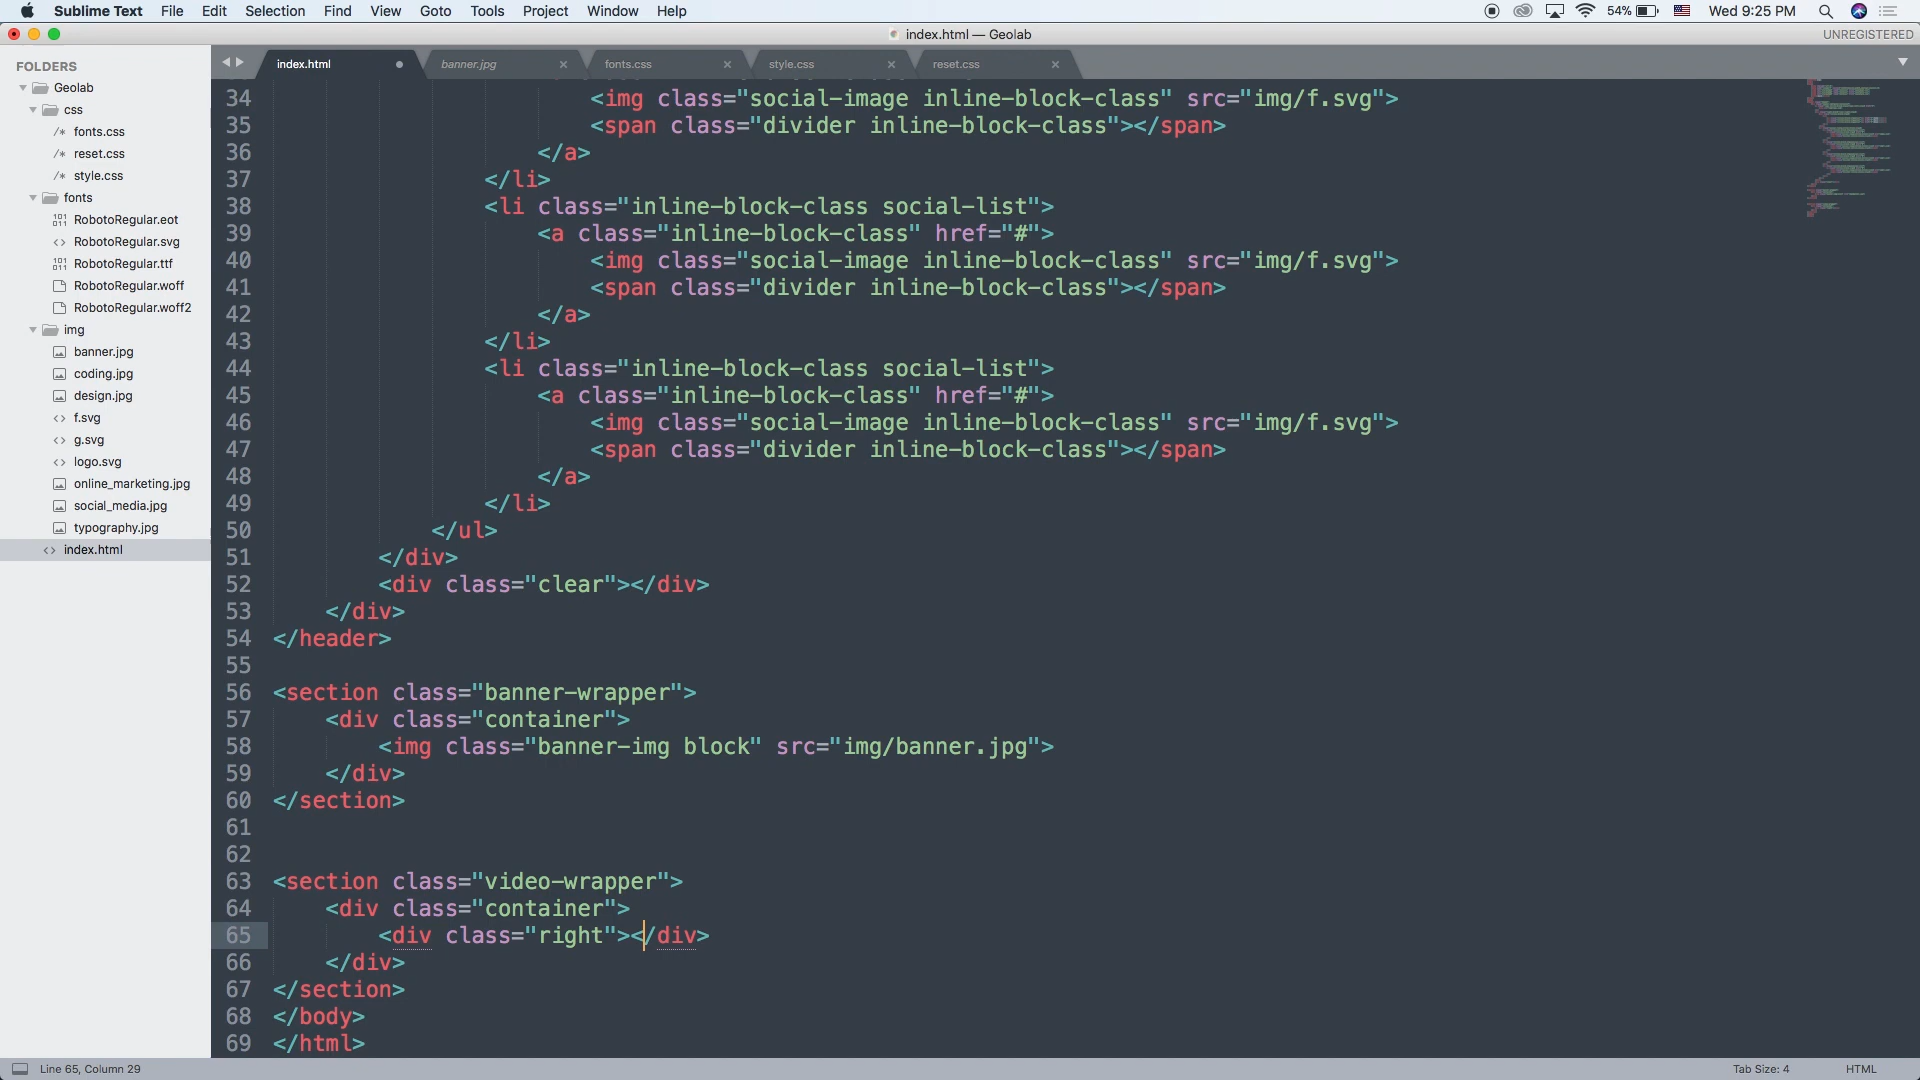 Sublime Text File Edit Selection Find View Goto Tools Project Window Help 54% Wed 9:25 PM
index.html — Geolab UNREGISTERED
FOLDERS
Geolab
css
/* fonts.css
/* reset.css
/* style.css
fonts
RobotoRegular.eot
<> RobotoRegular.svg
RobotoRegular.ttf
RobotoRegular.woff
RobotoRegular.woff2
img
banner.jpg
coding.jpg
design.jpg
<> f.svg
<> g.svg
<> logo.svg
online_marketing.jpg
social_media.jpg
typography.jpg
<> index.html
index.html banner.jpg fonts.css style.css reset.css
34 <img class="social-image inline-block-class" src="img/f.svg">
35 <span class="divider inline-block-class"></span>
36 </a>
37 </li>
38 <li class="inline-block-class social-list">
39 <a class="inline-block-class" href="#">
40 <img class="social-image inline-block-class" src="img/f.svg">
41 <span class="divider inline-block-class"></span>
42 </a>
43 </li>
44 <li class="inline-block-class social-list">
45 <a class="inline-block-class" href="#">
46 <img class="social-image inline-block-class" src="img/f.svg">
47 <span class="divider inline-block-class"></span>
48 </a>
49 </li>
50 </ul>
51 </div>
52 <div class="clear"></div>
53 </div>
54 </header>
55
56 <section class="banner-wrapper">
57 <div class="container">
58 <img class="banner-img block" src="img/banner.jpg">
59 </div>
60 </section>
61
62
63 <section class="video-wrapper">
64 <div class="container">
65 <div class="right"></div>
66 </div>
67 </section>
68 </body>
69 </html>
Line 65, Column 29 Tab Size: 4 HTML